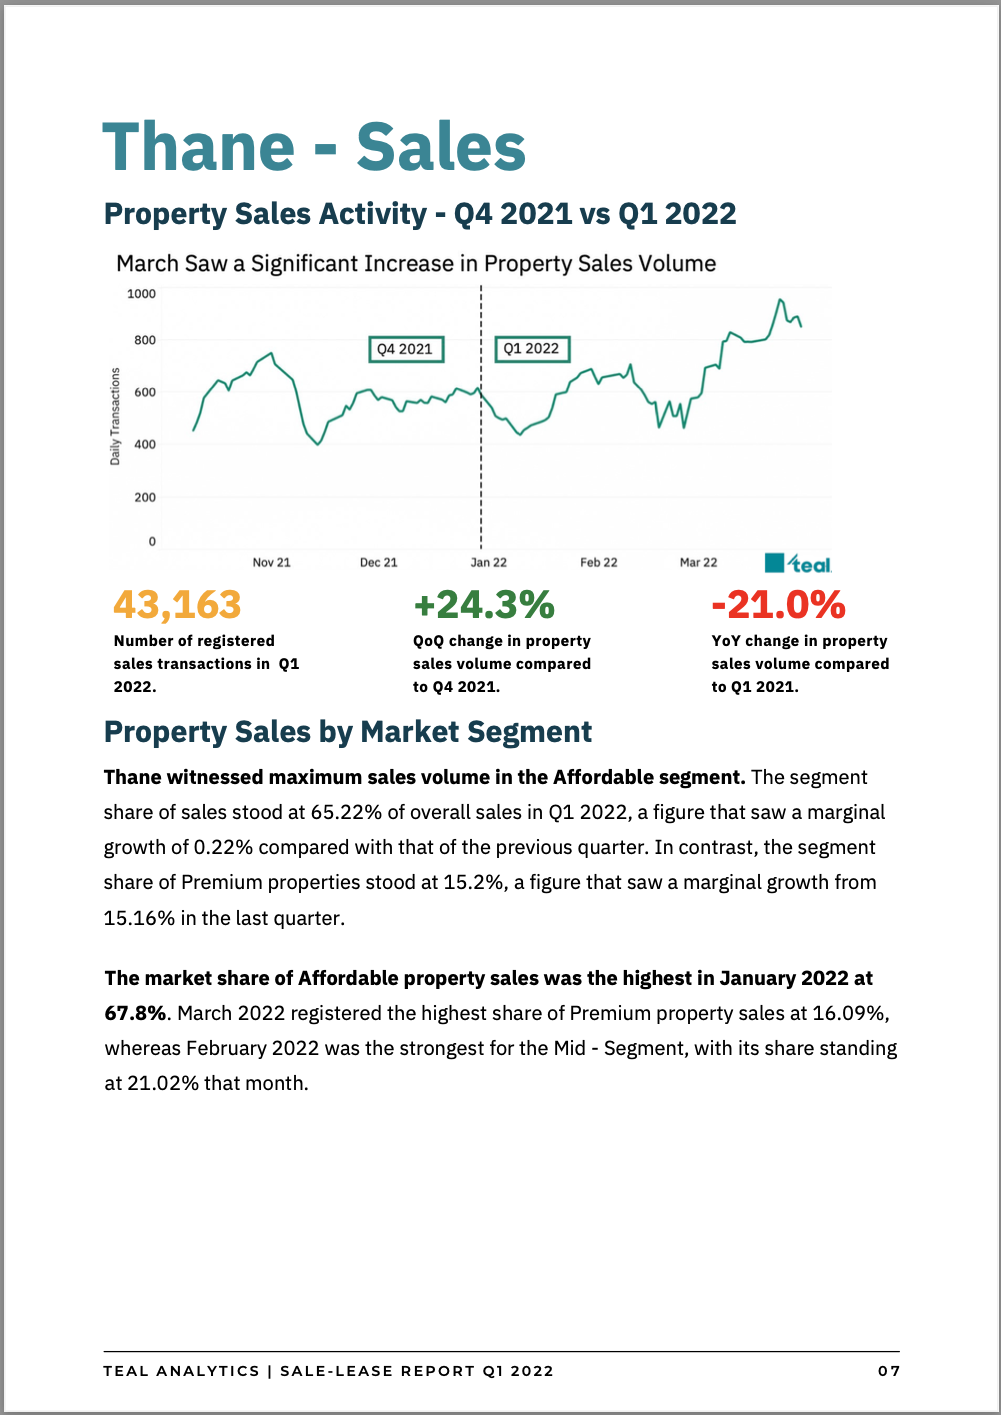 Thane - Sales
Property Sales Activity - Q4 2021 vs Q1 2022
March Saw a Significant Increase in Property Sales Volume
1000
800
600
400
200
0
Daily Transactions
Q4 2021
Q1 2022
Nov 21
Dec 21
Jan 22
Feb 22
Mar 22
teal
43,163
Number of registered
sales transactions in Q1
2022.
+24.3%
QoQ change in property
sales volume compared
to Q4 2021.
-21.0%
YoY change in property
sales volume compared
to Q1 2021.
Property Sales by Market Segment
Thane witnessed maximum sales volume in the Affordable segment. The segment
share of sales stood at 65.22% of overall sales in Q1 2022, a figure that saw a marginal
growth of 0.22% compared with that of the previous quarter. In contrast, the segment
share of Premium properties stood at 15.2%, a figure that saw a marginal growth from
15.16% in the last quarter.
The market share of Affordable property sales was the highest in January 2022 at
67.8%. March 2022 registered the highest share of Premium property sales at 16.09%,
whereas February 2022 was the strongest for the Mid - Segment, with its share standing
at 21.02% that month.
TEAL ANALYTICS | SALE-LEASE REPORT Q1 2022
07